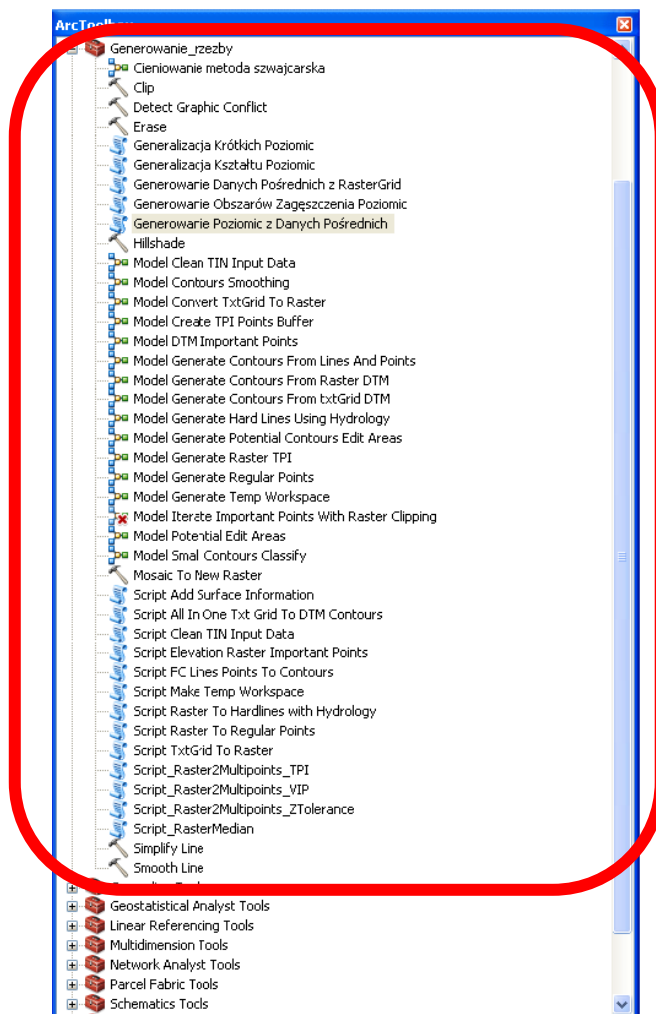 ArcToolbox
Generowanie_rzezby
Cieniowanie metoda szwajcarska
Clip
Detect Graphic Conflict
Erase
Generalizacja Krótkich Poziomic
Generalizacja Kształtu Poziomic
Generowanie Danych Pośrednich z RasterGrid
Generowanie Obszarów Zagęszczenia Poziomic
Generowanie Poziomic z Danych Pośrednich
Hillshade
Model Clean TIN Input Data
Model Contours Smoothing
Model Convert TxtGrid To Raster
Model Create TPI Points Buffer
Model DTM Important Points
Model Generate Contours From Lines And Points
Model Generate Contours From Raster DTM
Model Generate Contours From txtGrid DTM
Model Generate Hard Lines Using Hydrology
Model Generate Potential Contours Edit Areas
Model Generate Raster TPI
Model Generate Regular Points
Model Generate Temp Workspace
Model Iterate Important Points With Raster Clipping
Model Potential Edit Areas
Model Smal Contours Classify
Mosaic To New Raster
Script Add Surface Information
Script All In One Txt Grid To DTM Contours
Script Clean TIN Input Data
Script Elevation Raster Important Points
Script FC Lines Points To Contours
Script Make Temp Workspace
Script Raster To Hardlines with Hydrology
Script Raster To Regular Points
Script TxtGrid To Raster
Script_Raster2Multipoints_TPI
Script_Raster2Multipoints_VIP
Script_Raster2Multipoints_ZTolerance
Script_RasterMedian
Simplify Line
Smooth Line
Geostatistical Analyst Tools
Linear Referencing Tools
Multidimension Tools
Network Analyst Tools
Parcel Fabric Tools
Schematics Tools